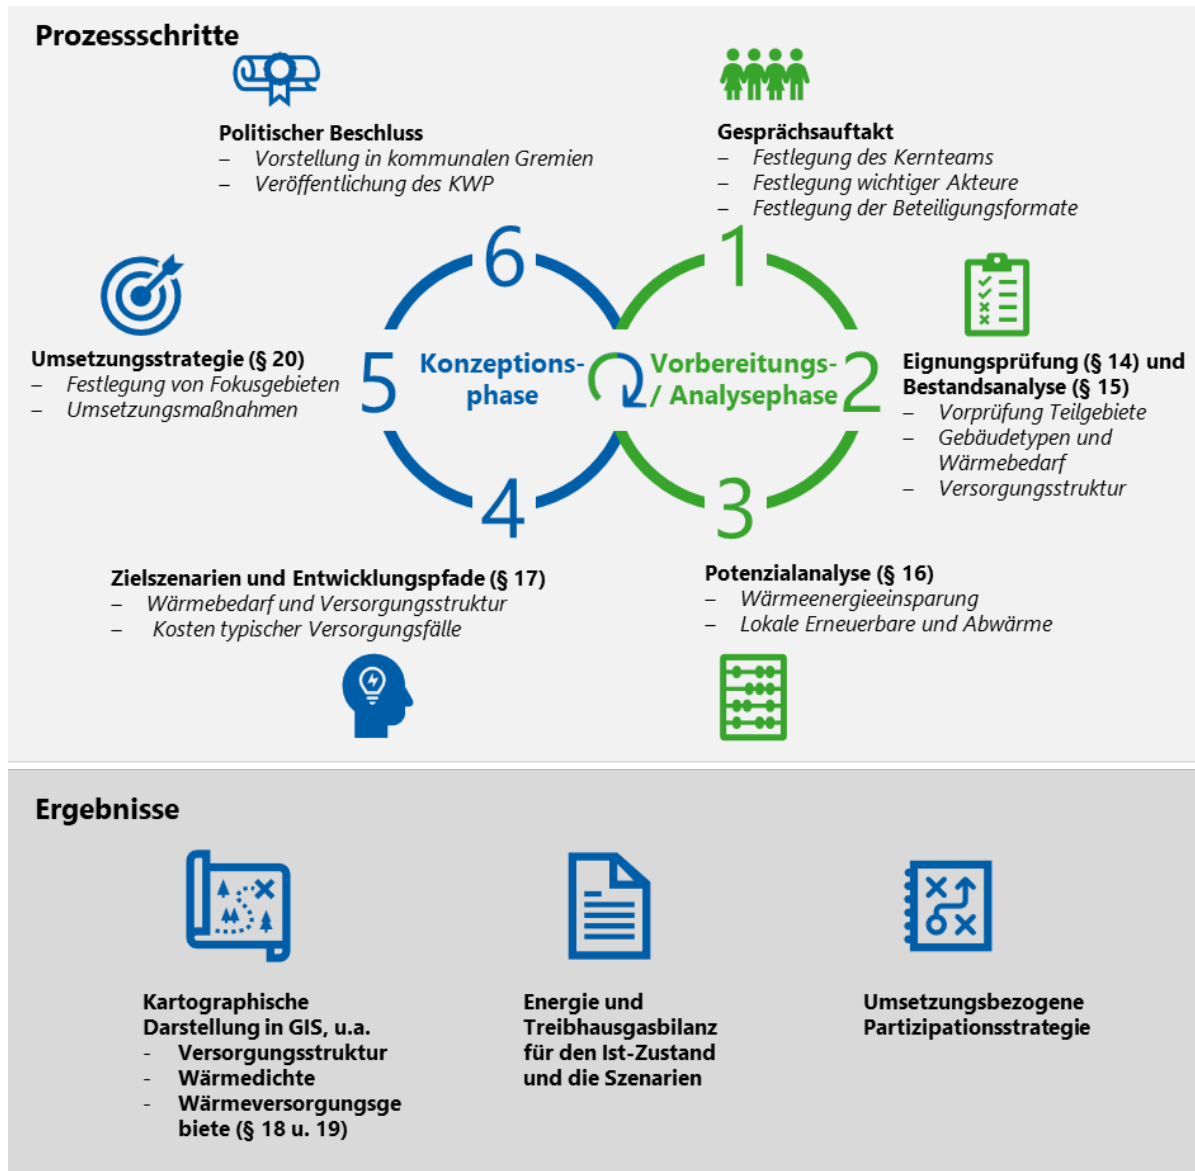 Prozessschritte
Politischer Beschluss
– Vorstellung in kommunalen Gremien
– Veröffentlichung des KWP
Gesprächsauftakt
– Festlegung des Kernteams
– Festlegung wichtiger Akteure
– Festlegung der Beteiligungsformate
6
1
Umsetzungsstrategie (§ 20)
– Festlegung von Fokusgebieten
– Umsetzungsmaßnahmen
5
Konzeptions-
phase
Vorbereitungs-
/ Analysephase
2
Eignungsprüfung (§ 14) und
Bestandsanalyse (§ 15)
– Vorprüfung Teilgebiete
– Gebäudetypen und
Wärmebedarf
– Versorgungsstruktur
4
3
Zielszenarien und Entwicklungspfade (§ 17)
– Wärmebedarf und Versorgungsstruktur
– Kosten typischer Versorgungsfälle
Potenzialanalyse (§ 16)
– Wärmeenergieeinsparung
– Lokale Erneuerbare und Abwärme
Ergebnisse
Kartographische
Darstellung in GIS, u.a.
- Versorgungsstruktur
- Wärmedichte
- Wärmeversorgungsge
biete (§ 18 u. 19)
Energie und
Treibhausgasbilanz
für den Ist-Zustand
und die Szenarien
Umsetzungsbezogene
Partizipationsstrategie